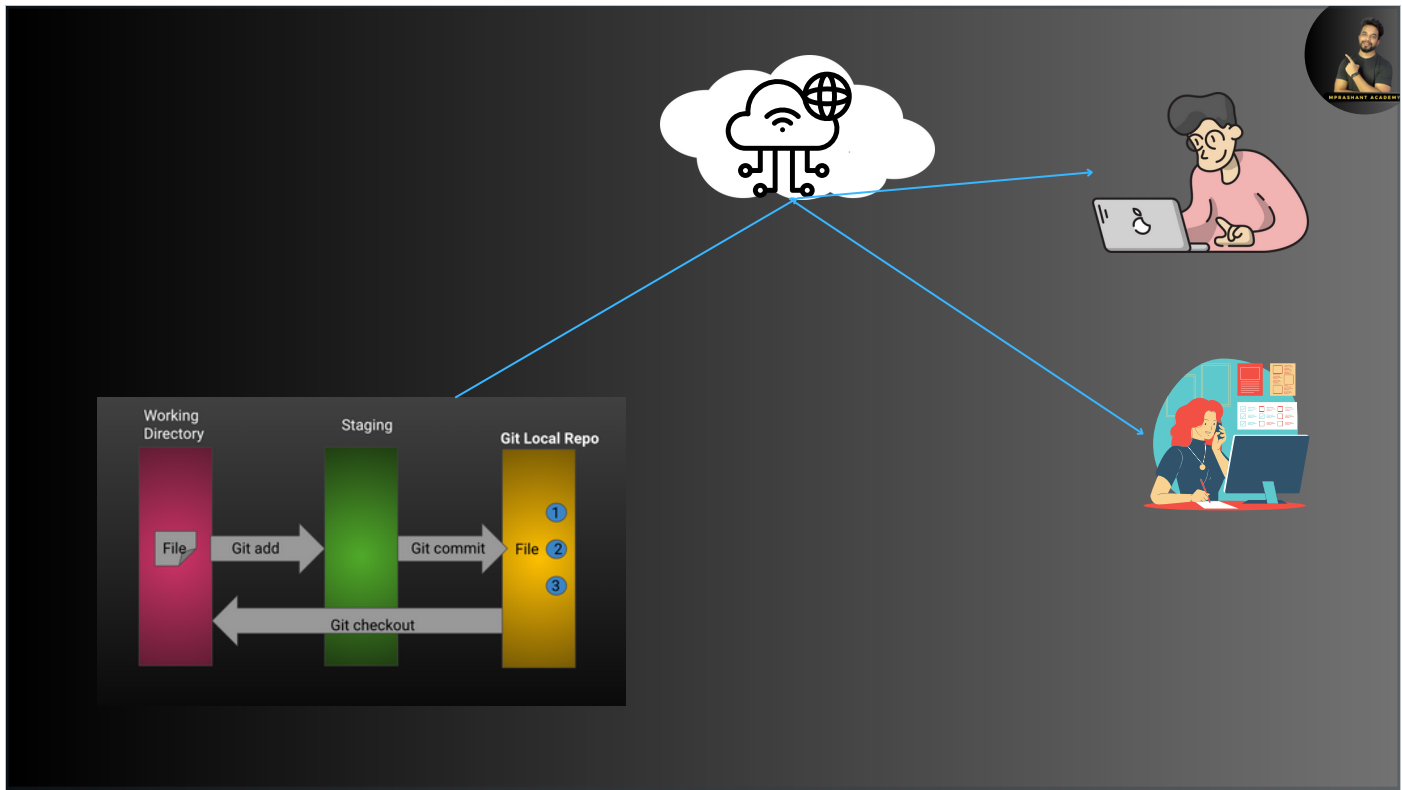 MPRASHANT ACADEMY
Working
Directory
Staging
Git Local Repo
File
Git add
Git commit
File
1
2
3
Git checkout